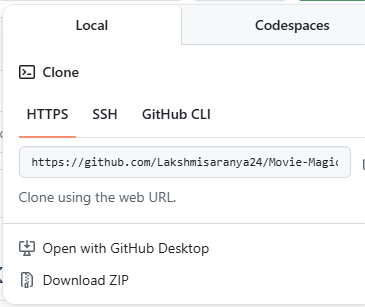 Local
Codespaces
Clone
HTTPS
SSH
GitHub CLI
https://github.com/Lakshmisaranya24/Movie-Magic
Clone using the web URL.
Open with GitHub Desktop
Download ZIP